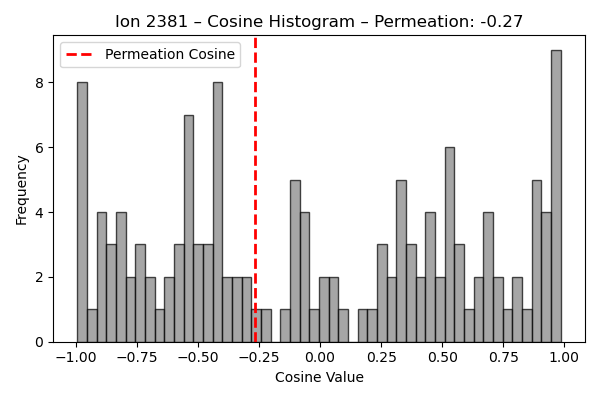 Ion 2381 – Cosine Histogram – Permeation: -0.27
Permeation Cosine
Frequency
8
6
4
2
0
−1.00 −0.75 −0.50 −0.25 0.00 0.25 0.50 0.75 1.00
Cosine Value